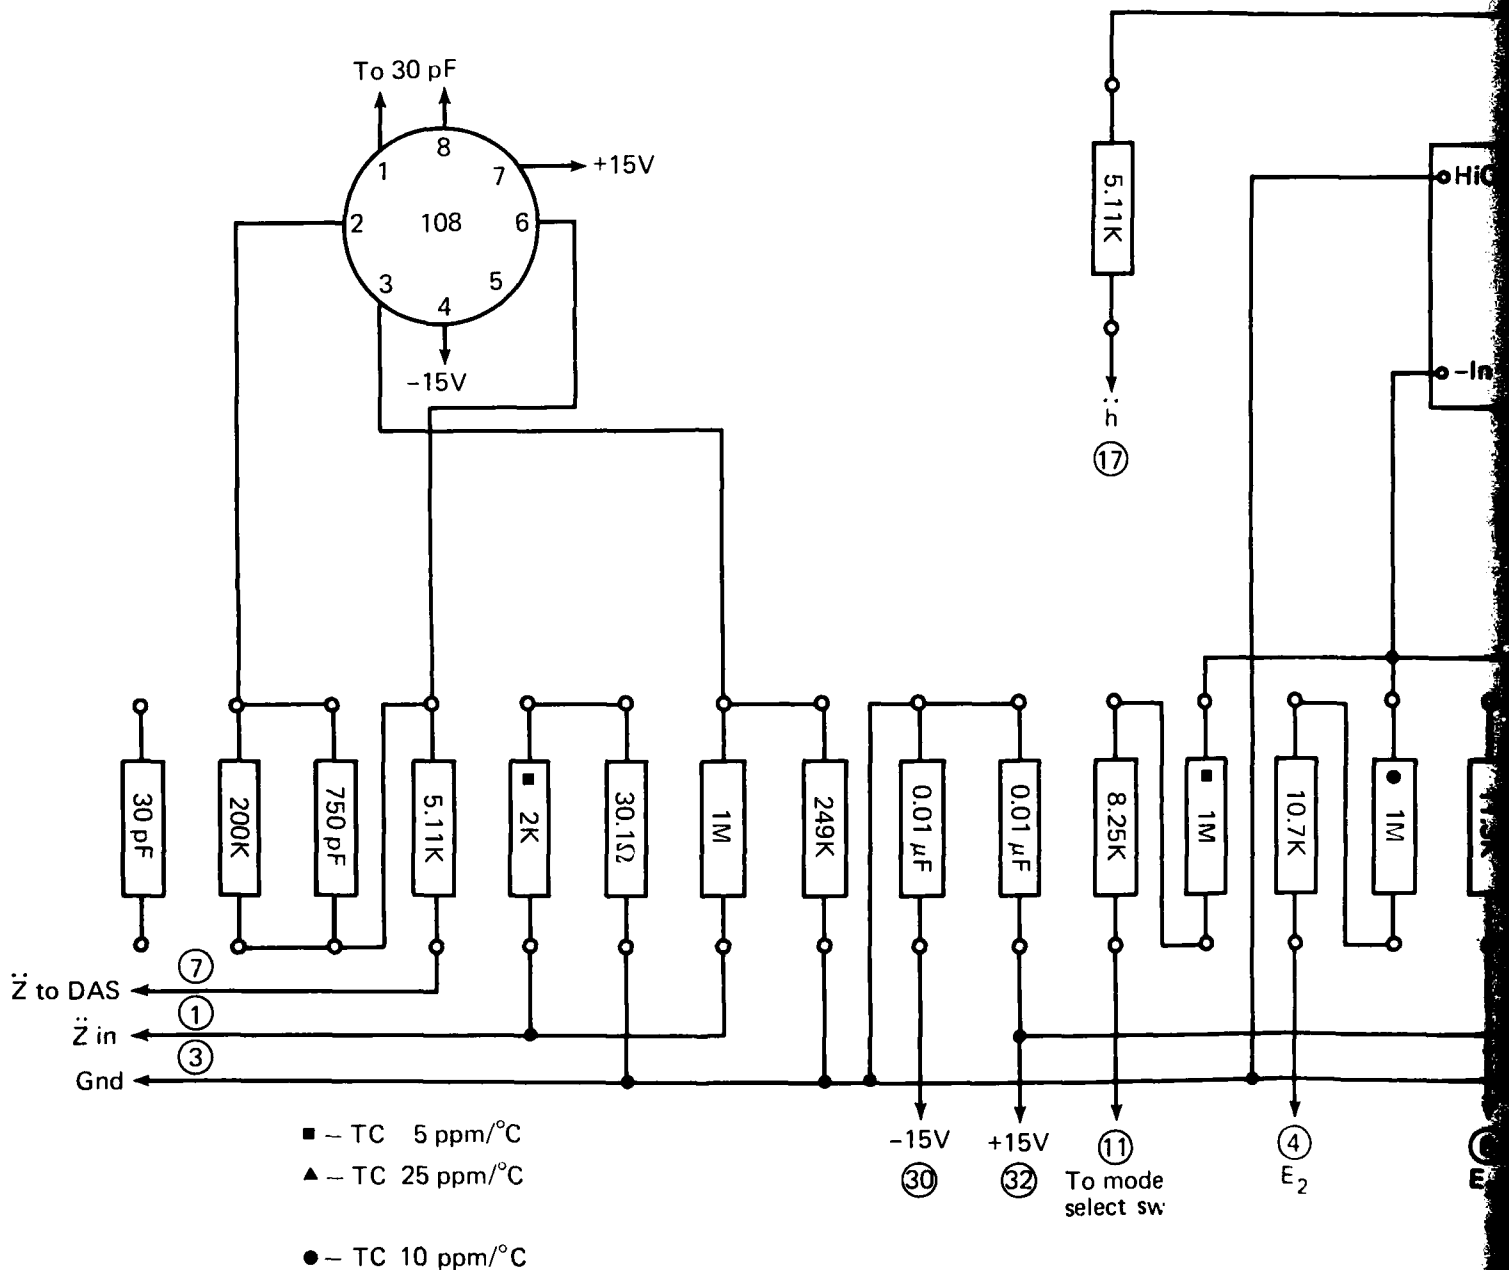 To 30 pF
1
8
7
+15V
2
108
6
3
5
4
-15V
5.11K
ḧ
17
-In
30 pF
200K
750 pF
5.11K
■ 2K
30.1Ω
1M
249K
0.01 μF
0.01 μF
8.25K
■ 1M
10.7K
● 1M
7
Z̈ to DAS
1
Z̈ in
3
Gnd
-15V
30
+15V
32
11
To mode
select sw
4
E2
■ – TC 5 ppm/°C
▲ – TC 25 ppm/°C
● – TC 10 ppm/°C